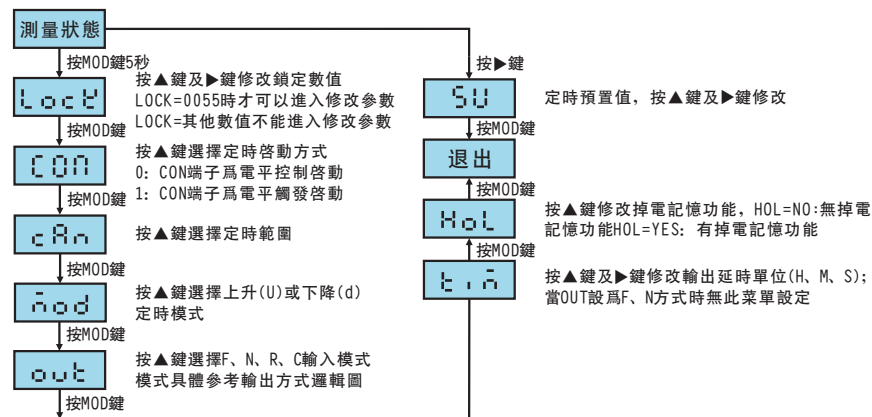 測量狀態
按MOD鍵5秒
LocK
按▲鍵及▶鍵修改鎖定數值
LOCK=0055時才可以進入修改參數
LOCK=其他數值不能進入修改參數
按MOD鍵
CON
按▲鍵選擇定時啓動方式
0: CON端子爲電平控制啓動
1: CON端子爲電平觸發啓動
按MOD鍵
cAn
按▲鍵選擇定時範圍
按MOD鍵
mod
按▲鍵選擇上升(U)或下降(d)
定時模式
按MOD鍵
out
按▲鍵選擇F、N、R、C輸入模式
模式具體參考輸出方式邏輯圖
按MOD鍵
按▶鍵
SU
定時預置值，按▲鍵及▶鍵修改
按MOD鍵
退出
按MOD鍵
HoL
按▲鍵修改掉電記憶功能，HOL=NO:無掉電
記憶功能HOL=YES: 有掉電記憶功能
按MOD鍵
tim
按▲鍵及▶鍵修改輸出延時單位(H、M、S);
當OUT設爲F、N方式時無此菜單設定